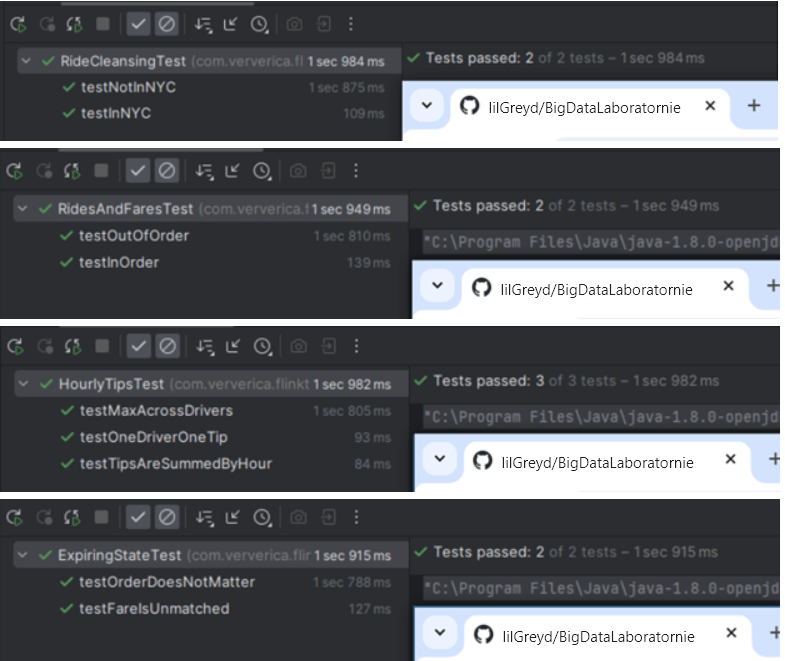 RideCleansingTest (com.ververica.fl 1 sec 984 ms
Tests passed: 2 of 2 tests – 1 sec 984 ms
testNotInNYC 1 sec 875 ms
testInNYC 109 ms
lilGreyd/BigDataLaboratornie
RidesAndFaresTest (com.ververica.f 1 sec 949 ms
Tests passed: 2 of 2 tests – 1 sec 949 ms
testOutOfOrder 1 sec 810 ms
"C:\Program Files\Java\java-1.8.0-openjd
testInOrder 139 ms
lilGreyd/BigDataLaboratornie
HourlyTipsTest (com.ververica.flinkt 1 sec 982 ms
Tests passed: 3 of 3 tests – 1 sec 982 ms
testMaxAcrossDrivers 1 sec 805 ms
"C:\Program Files\Java\java-1.8.0-openjd
testOneDriverOneTip 93 ms
testTipsAreSummedByHour 84 ms
lilGreyd/BigDataLaboratornie
ExpiringStateTest (com.ververica.flir 1 sec 915 ms
Tests passed: 2 of 2 tests – 1 sec 915 ms
testOrderDoesNotMatter 1 sec 788 ms
"C:\Program Files\Java\java-1.8.0-openjd
testFareIsUnmatched 127 ms
lilGreyd/BigDataLaboratornie